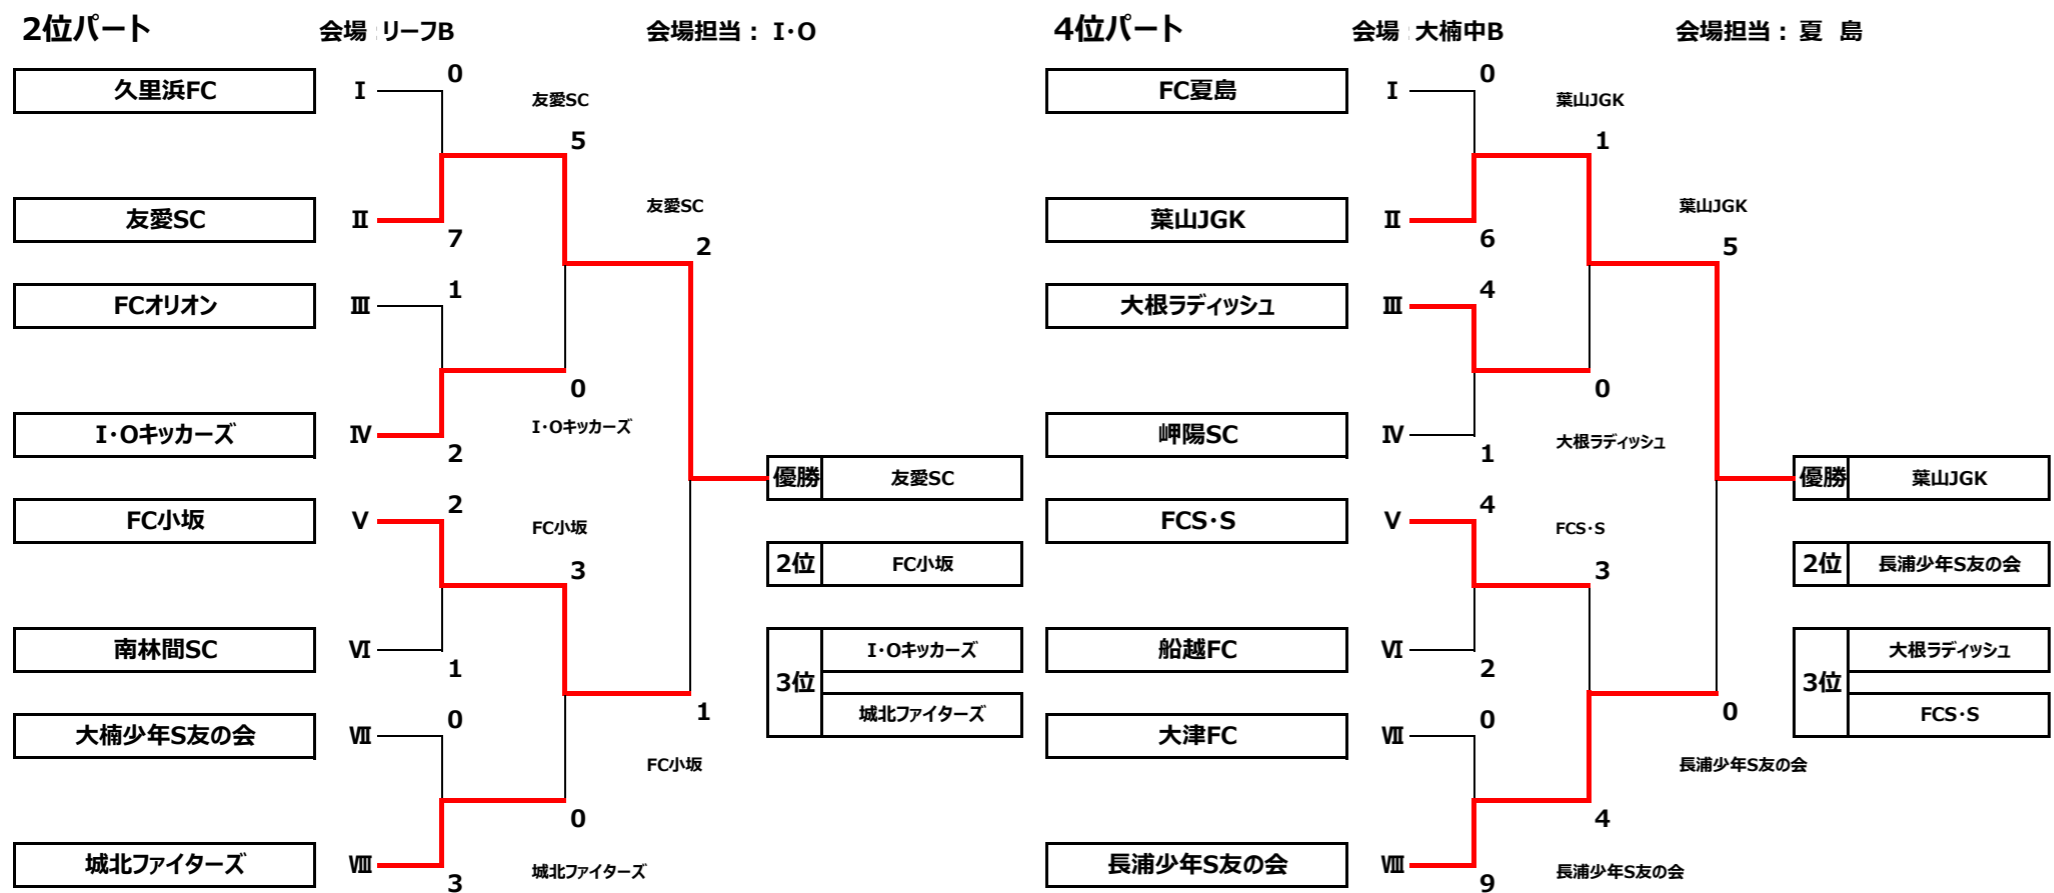 2位パート 会場：リーフB 会場担当：I・O
久里浜FC Ⅰ 0
友愛SC
5
友愛SC Ⅱ 7
友愛SC
2
FCオリオン Ⅲ 1
0
I・Oキッカーズ Ⅳ 2
I・Oキッカーズ
優勝 友愛SC
FC小坂 Ⅴ 2
FC小坂
3
2位 FC小坂
南林間SC Ⅵ 1
3位 I・Oキッカーズ
城北ファイターズ
大楠少年S友の会 Ⅶ 0
1
FC小坂
0
城北ファイターズ Ⅷ 3
城北ファイターズ
4位パート 会場：大楠中B 会場担当：夏 島
FC夏島 Ⅰ 0
葉山JGK
1
葉山JGK Ⅱ 6
葉山JGK
5
大根ラディッシュ Ⅲ 4
0
岬陽SC Ⅳ 1
大根ラディッシュ
優勝 葉山JGK
FCS・S Ⅴ 4
FCS・S
3
2位 長浦少年S友の会
船越FC Ⅵ 2
3位 大根ラディッシュ
FCS・S
大津FC Ⅶ 0
0
長浦少年S友の会
4
長浦少年S友の会 Ⅷ 9
長浦少年S友の会